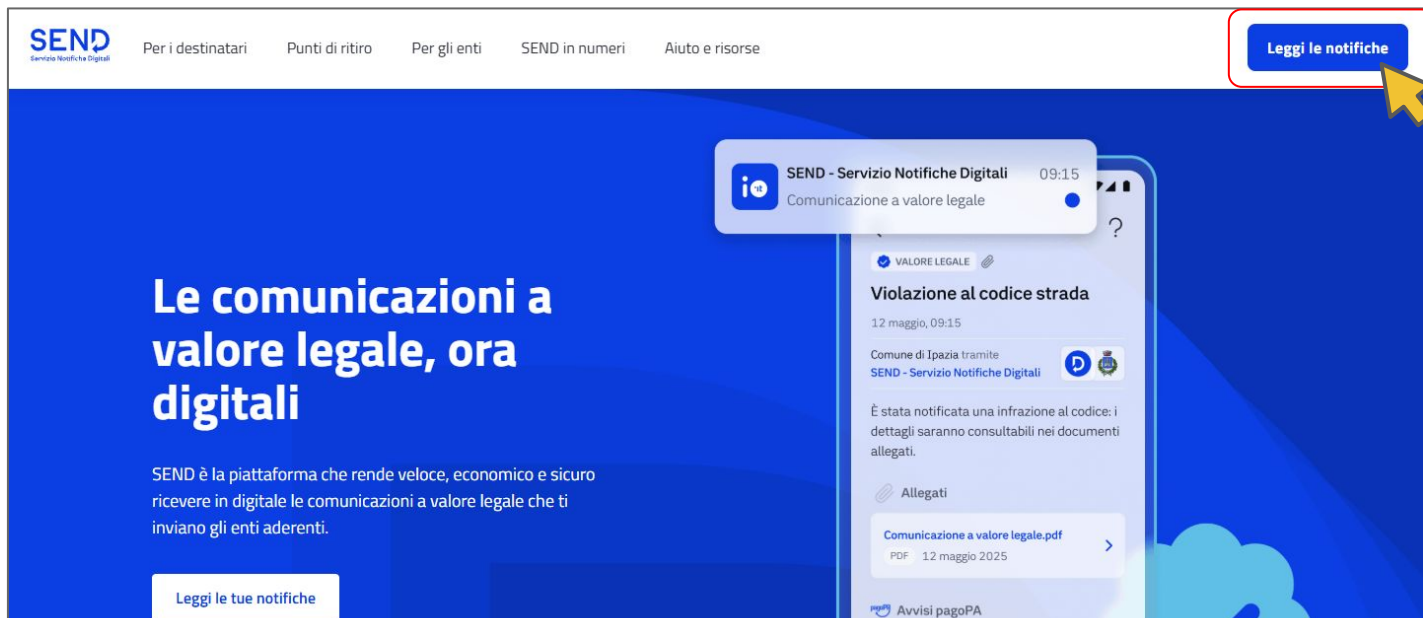 SEND
Servizio Notifiche Digitali
Per i destinatari
Punti di ritiro
Per gli enti
SEND in numeri
Aiuto e risorse
Leggi le notifiche
Le comunicazioni a
valore legale, ora
digitali
SEND è la piattaforma che rende veloce, economico e sicuro
ricevere in digitale le comunicazioni a valore legale che ti
inviano gli enti aderenti.
Leggi le tue notifiche
io
SEND - Servizio Notifiche Digitali 09:15
Comunicazione a valore legale
?
VALORE LEGALE
Violazione al codice strada
12 maggio, 09:15
Comune di Ipazia tramite
SEND - Servizio Notifiche Digitali
È stata notificata una infrazione al codice: i
dettagli saranno consultabili nei documenti
allegati.
Allegati
Comunicazione a valore legale.pdf
PDF 12 maggio 2025
Avvisi pagoPA